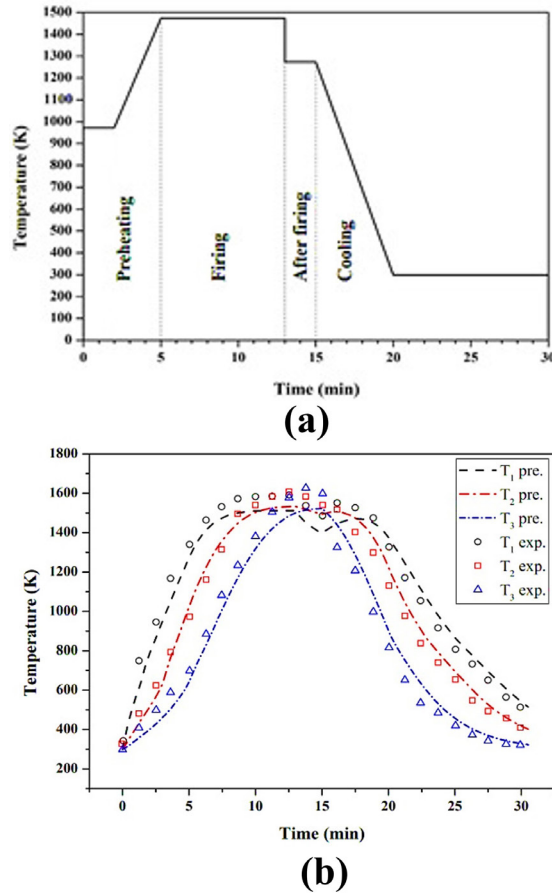 1500
1400
1300
1200
1100
1000
900
800
700
600
500
400
300
200
100
0
Temperature (K)
Preheating
Firing
After firing
Cooling
0 5 10 15 20 25 30
Time (min)
(a)
1800
1600
1400
1200
1000
800
600
400
200
Temperature (K)
T1 pre.
T2 pre.
T3 pre.
T1 exp.
T2 exp.
T3 exp.
0 5 10 15 20 25 30
Time (min)
(b)